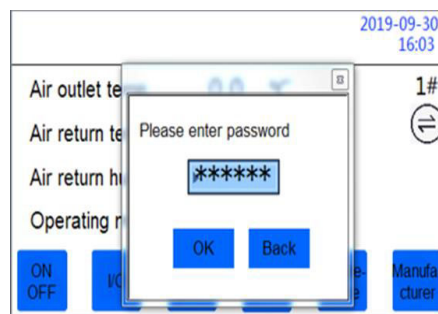 2019-09-30
16:03
Air outlet te
1#
Air return te
Please enter password
Air return hu
******
Operating
OK
Back
ON
OFF
I/O
Manufa
cturer